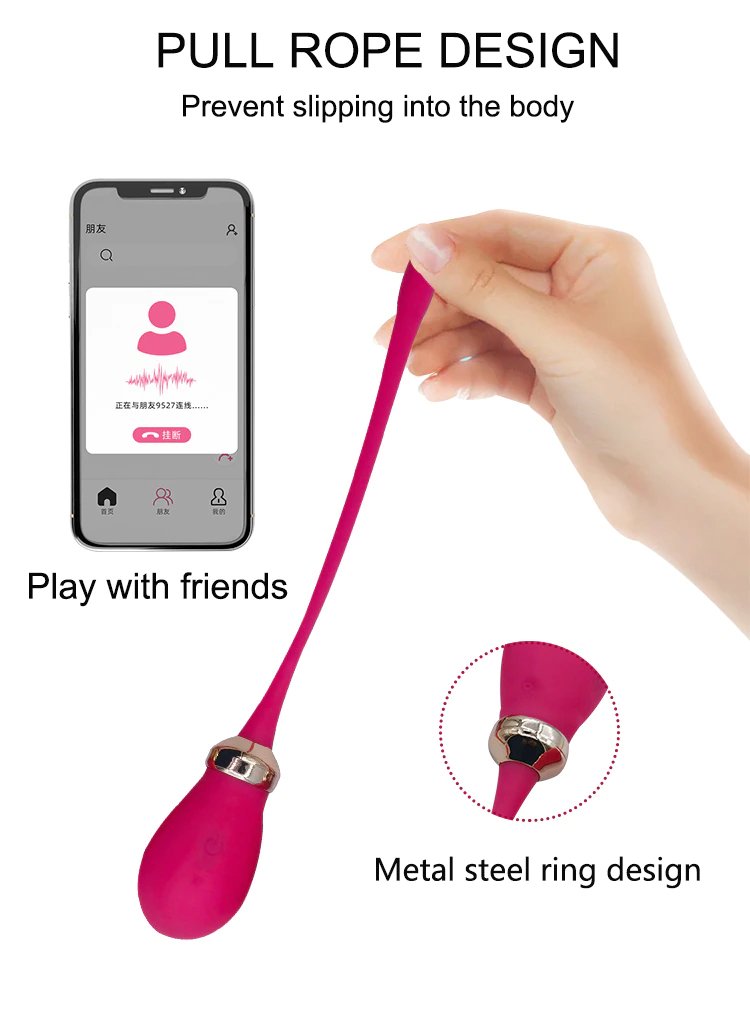 PULL ROPE DESIGN
Prevent slipping into the body
朋友
正在与朋友9527连线......
挂断
首页
朋友
我的
Play with friends
Metal steel ring design